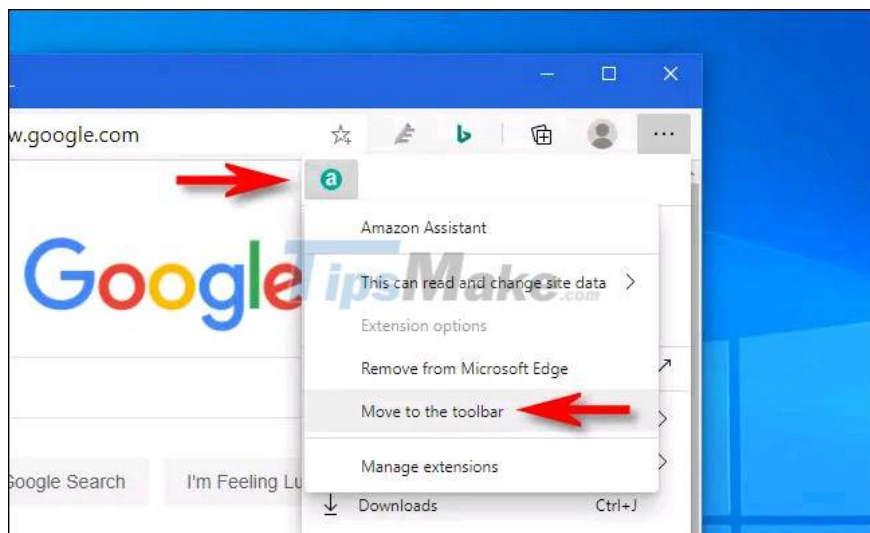 w.google.com
a
Google
TipsMake.com
Amazon Assistant
This can read and change site data
Extension options
Remove from Microsoft Edge
Move to the toolbar
Manage extensions
Google Search
I'm Feeling Lu
Downloads
Ctrl+J